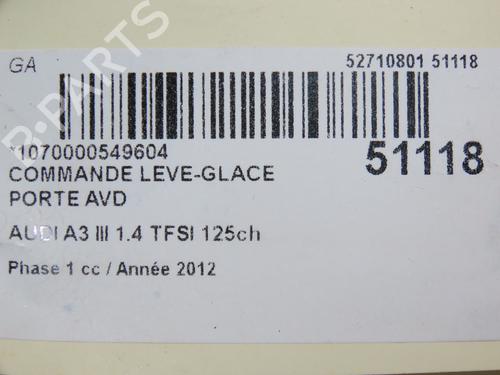 GA
52710801 51118
*1070000549604
51118
COMMANDE LEVE-GLACE
PORTE AVD
AUDI A3 III 1.4 TFSI 125ch
Phase 1 cc / Année 2012
B-PARTS